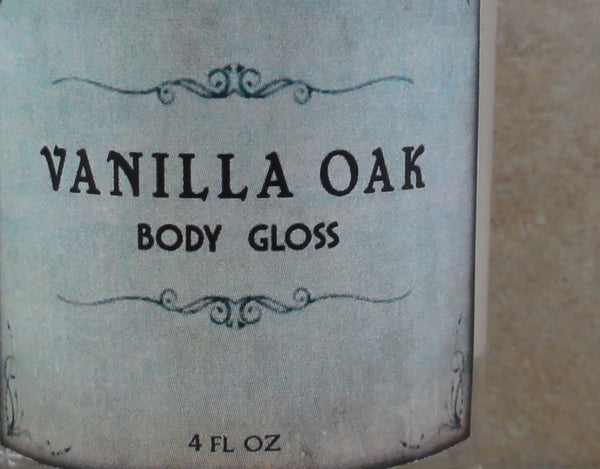 VANILLA OAK
BODY GLOSS
4 FL OZ